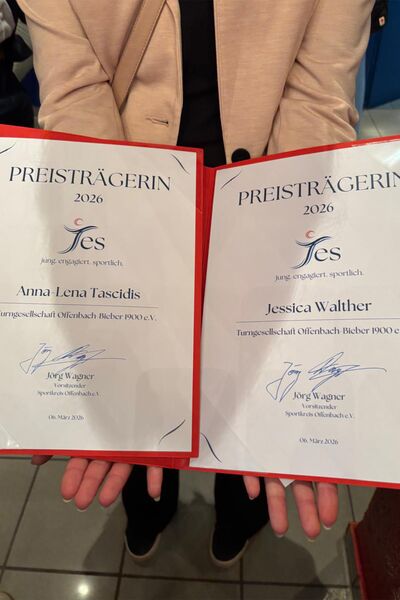 PREISTRÄGERIN
2026
Jes
jung. engagiert. sportlich.
Anna-Lena Tascidis
Turngesellschaft Offenbach-Bieber 1900 e.V.
Jörg Wagner
Vorsitzender
Sportkreis Offenbach e.V.
06. März 2026
PREISTRÄGERIN
2026
Jes
jung. engagiert. sportlich.
Jessica Walther
Turngesellschaft Offenbach-Bieber 1900 e.V.
Jörg Wagner
Vorsitzender
Sportkreis Offenbach e.V.
06. März 2026